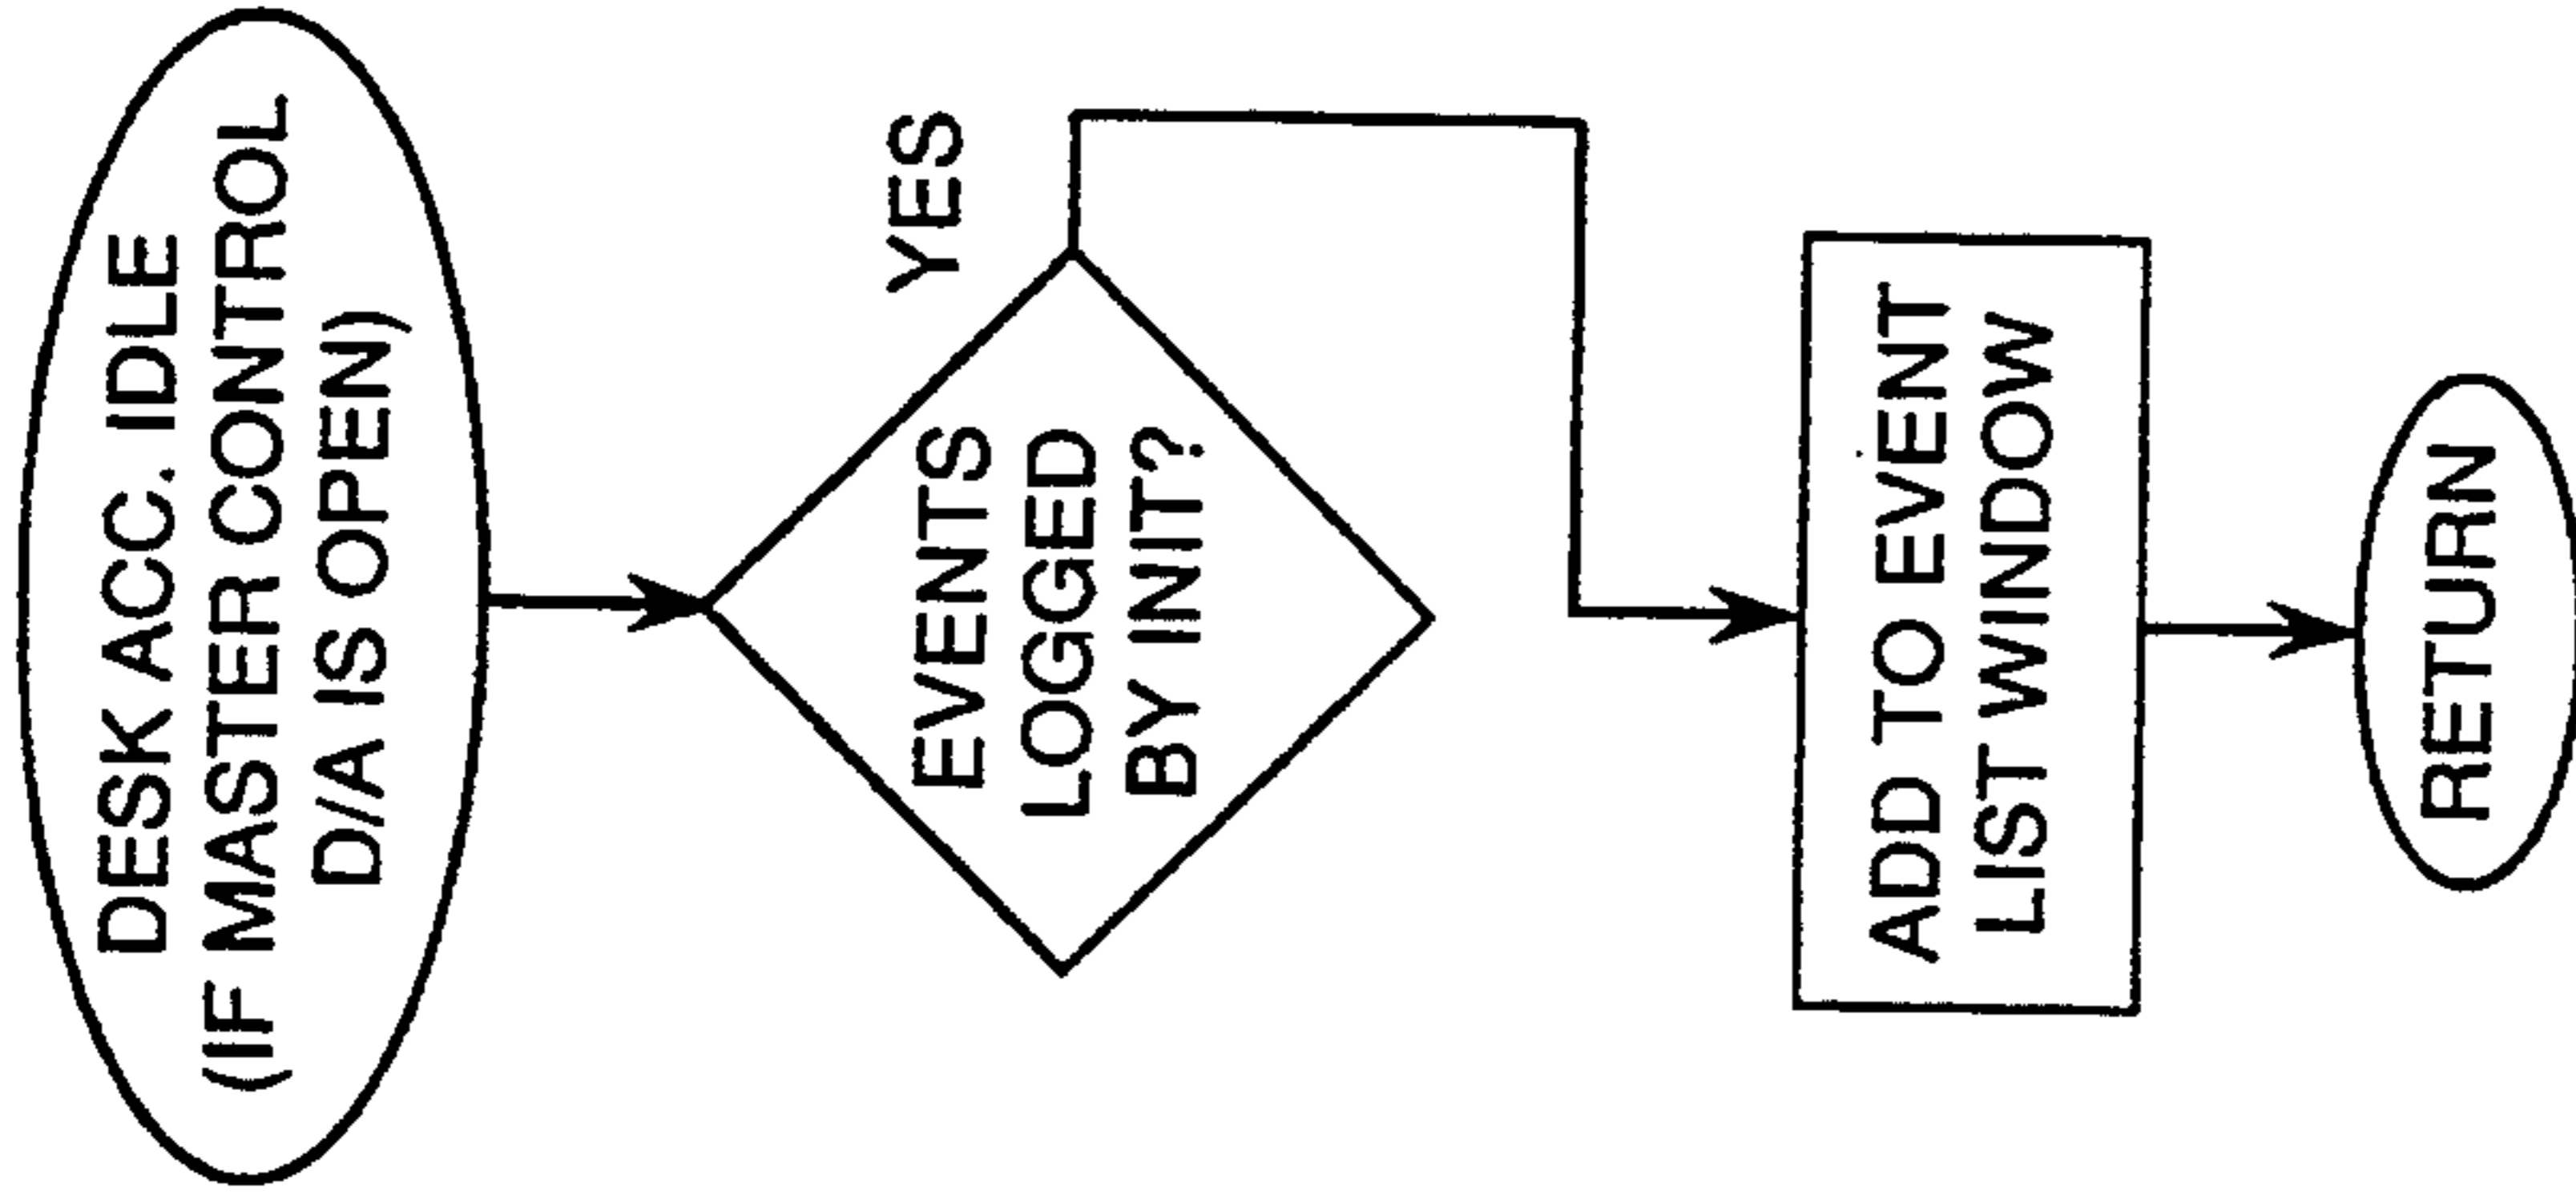 DESK ACC. IDLE
(IF MASTER CONTROL
D/A IS OPEN)
EVENTS
LOGGED
BY INIT?
YES
ADD TO EVENT
LIST WINDOW
RETURN